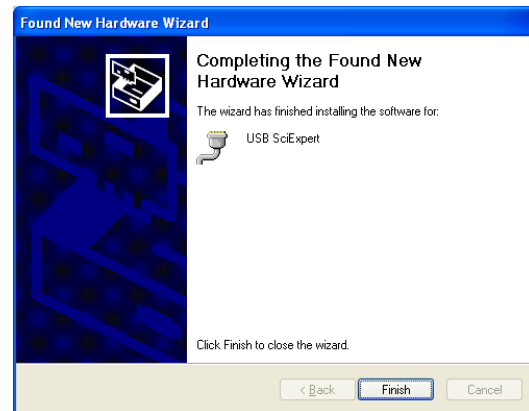 Found New Hardware Wizard
Completing the Found New
Hardware Wizard
The wizard has finished installing the software for:
USB SciExpert
Click Finish to close the wizard.
< Back
Finish
Cancel